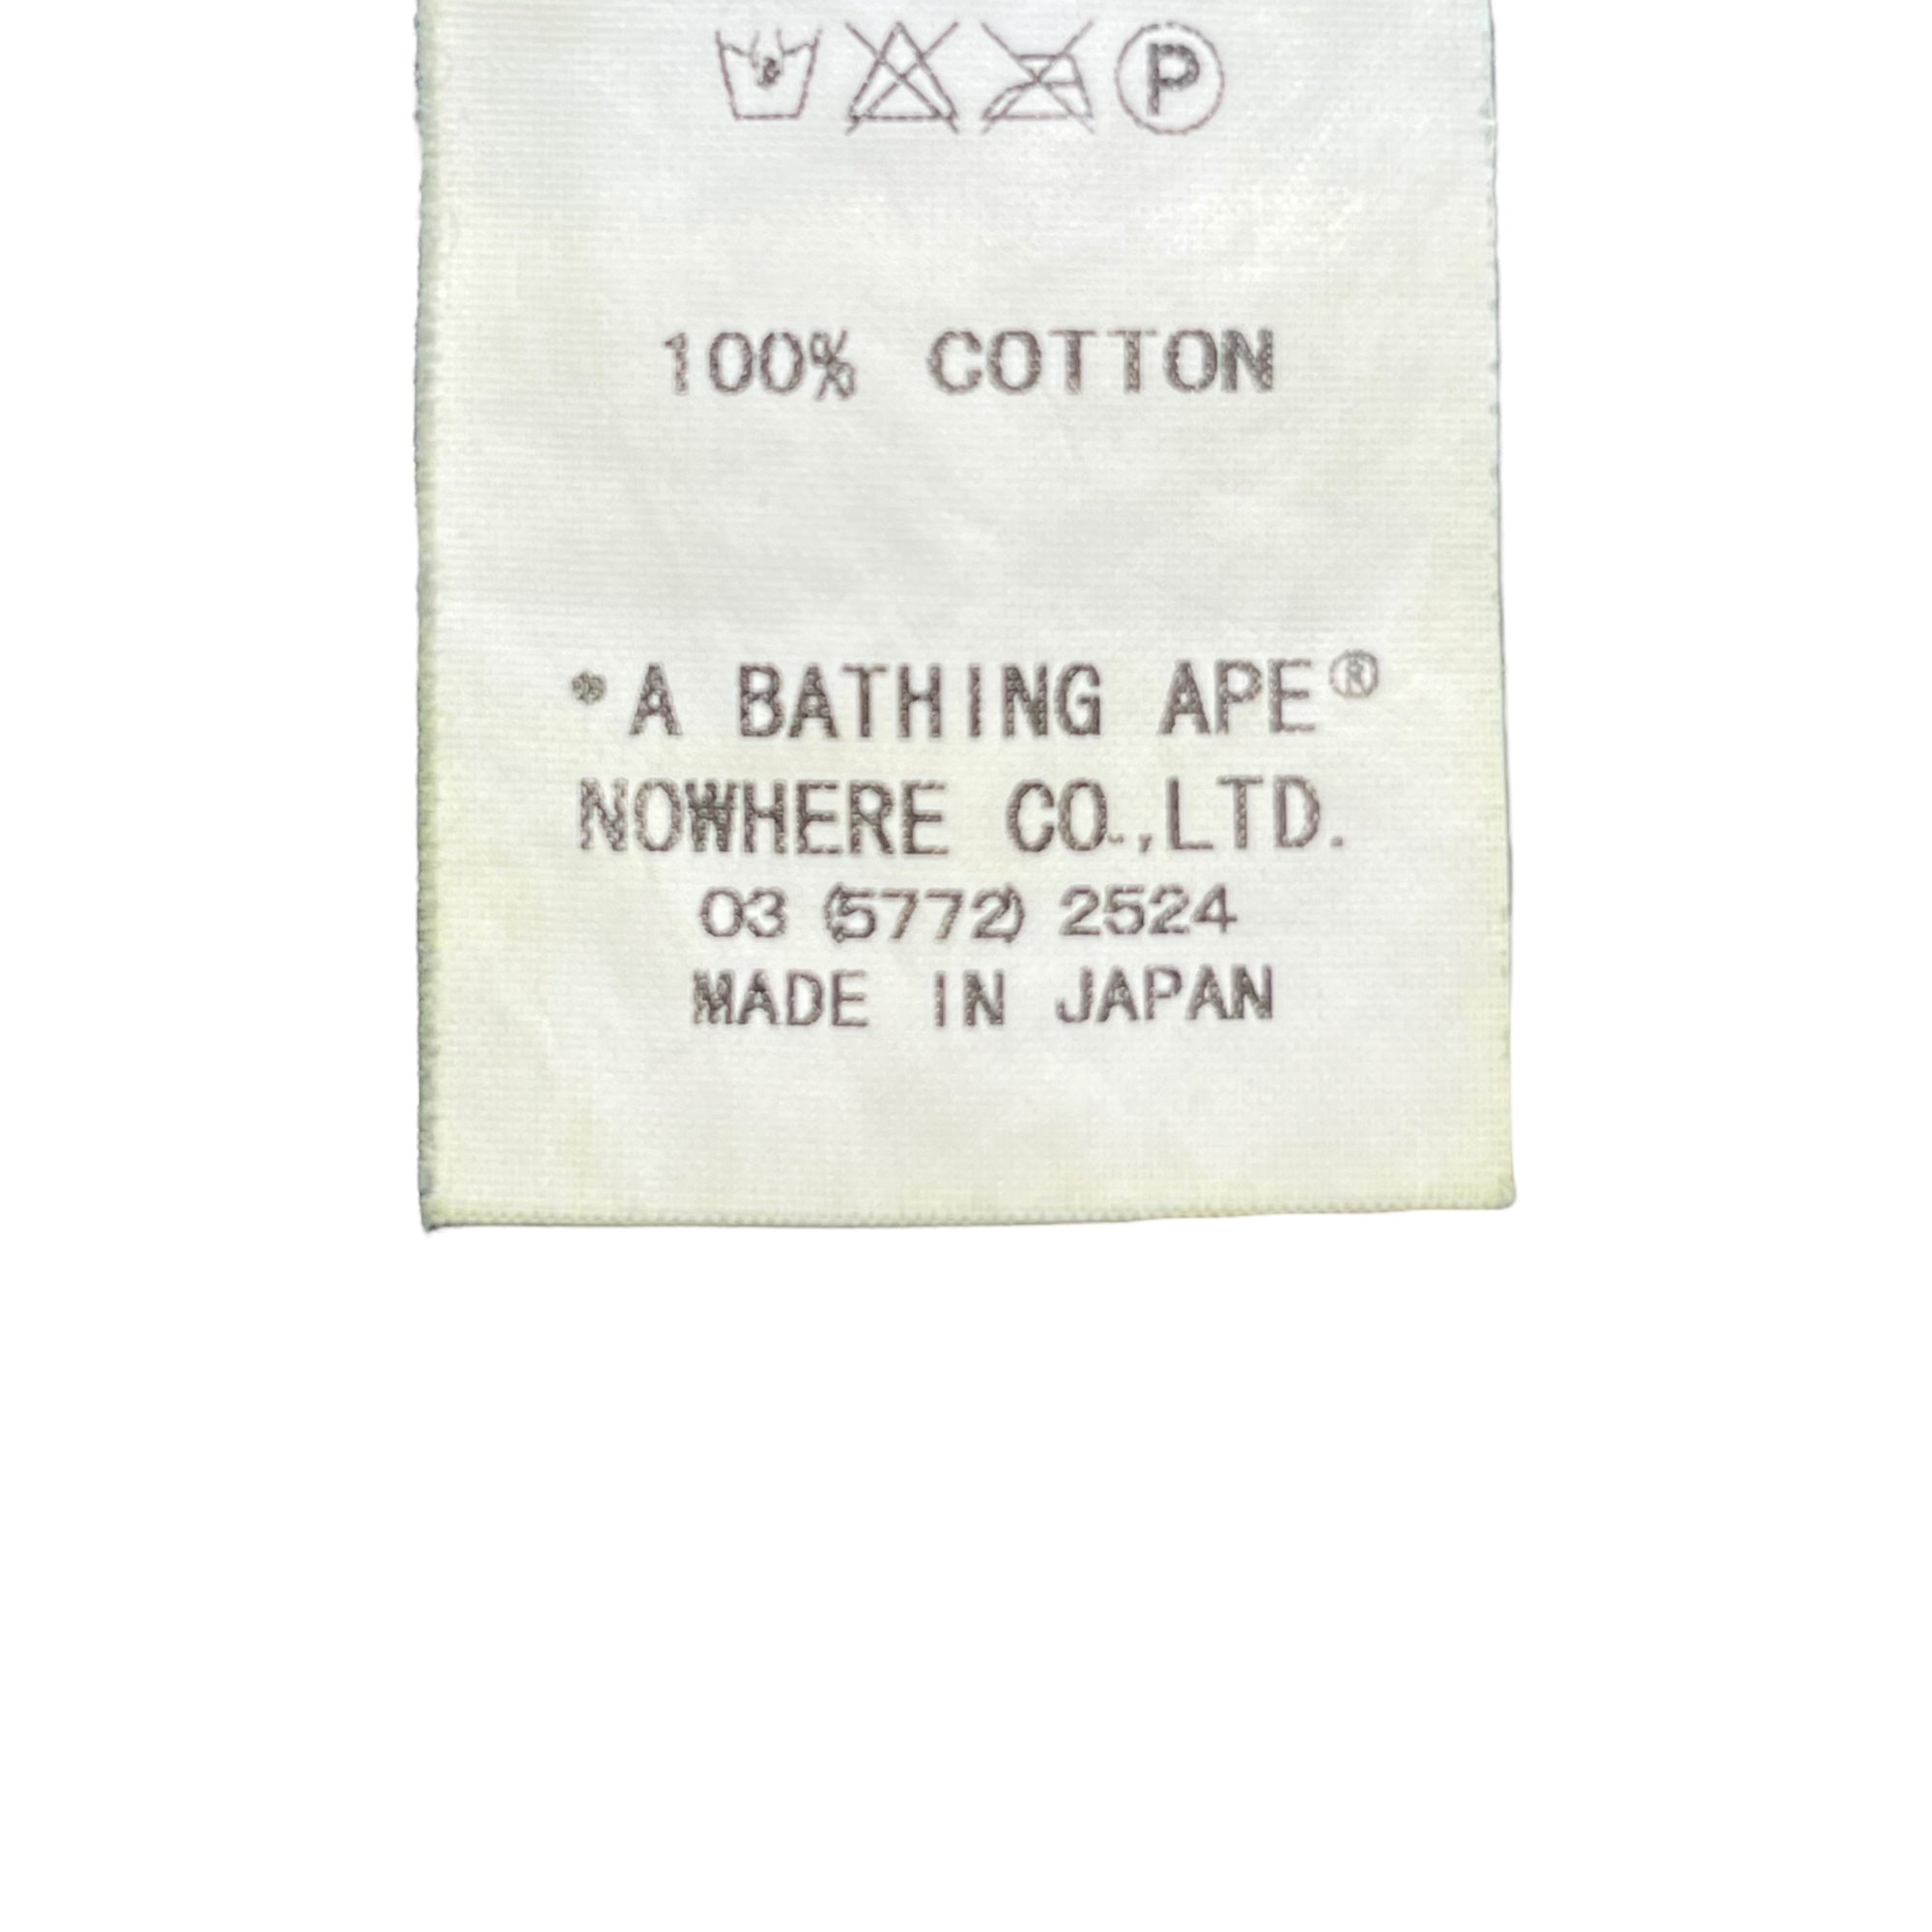 P
100% COTTON
*A BATHING APE®
NOWHERE CO.,LTD.
03 (5772) 2524
MADE IN JAPAN